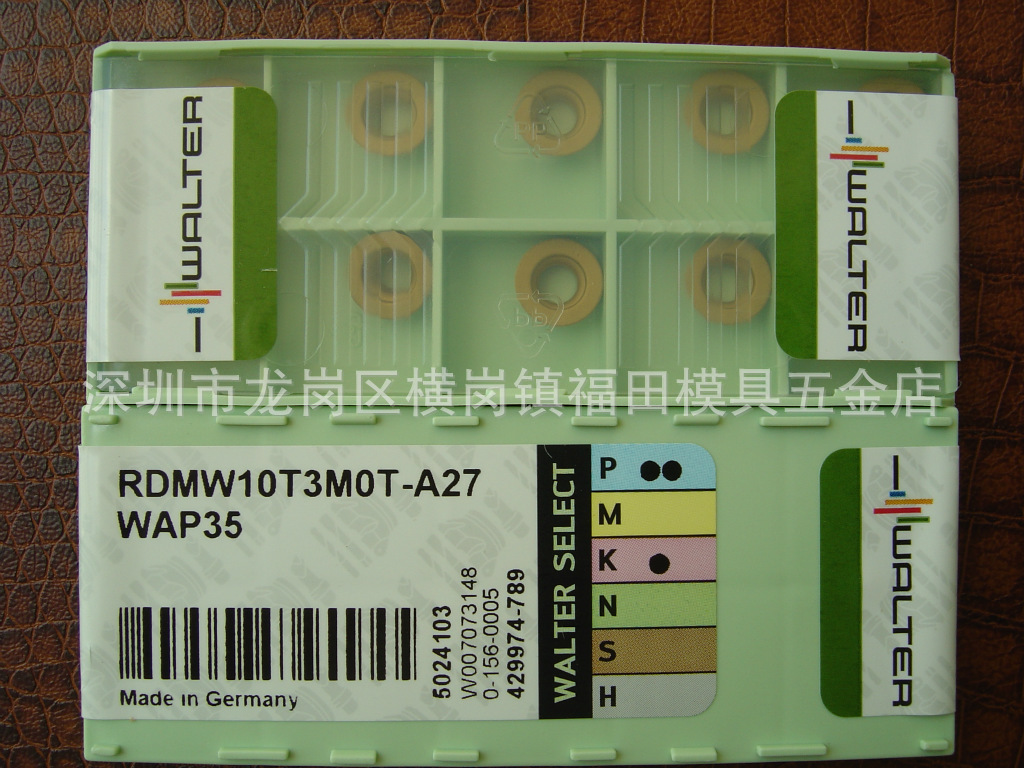 WALTER
WALTER
深圳市龙岗区横岗镇福田模具五金店
RDMW10T3M0T-A27
WAP35
Made in Germany
5024103
W007073148
0-156-0005
429974-789
WALTER SELECT
P
M
K
N
S
H
WALTER